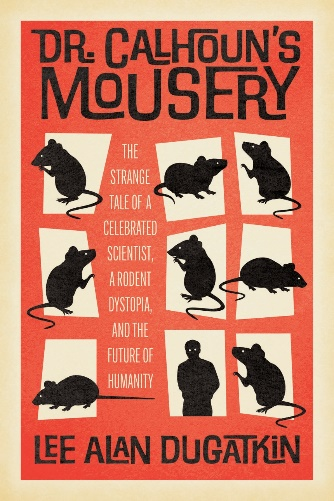 DR. CALHOUN'S
MOUSERY
THE
STRANGE
TALE OF A
CELEBRATED
SCIENTIST,
A RODENT
DYSTOPIA,
AND THE
FUTURE OF
HUMANITY
LEE ALAN DUGATKIN